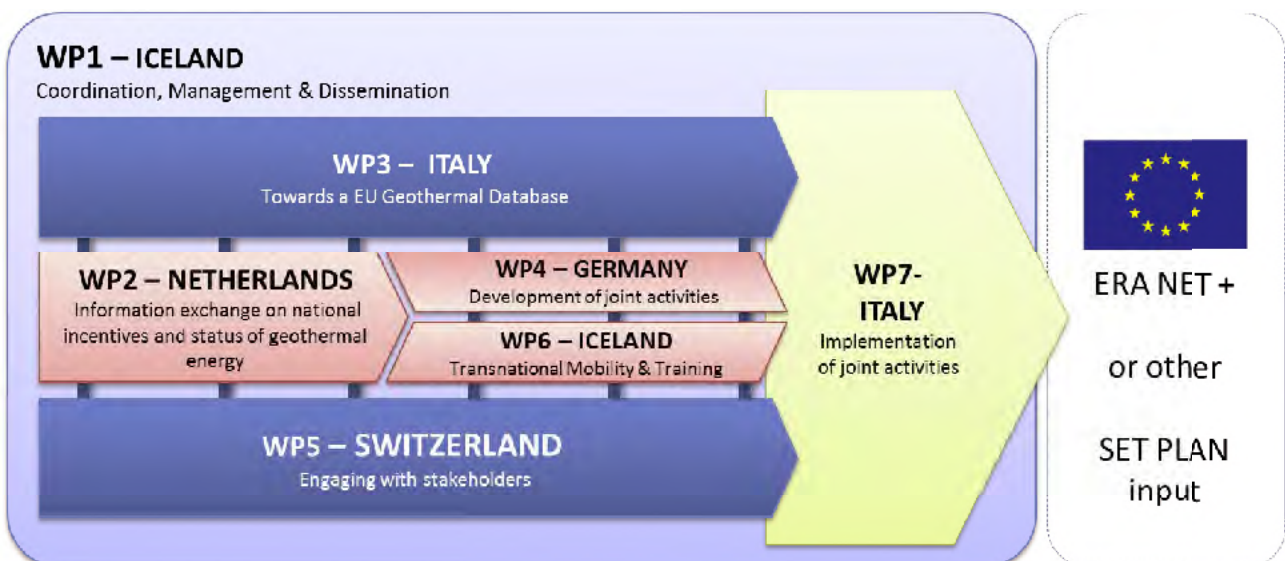 WP1 – ICELAND
Coordination, Management & Dissemination
WP3 – ITALY
Towards a EU Geothermal Database
WP2 – NETHERLANDS
Information exchange on national
incentives and status of geothermal
energy
WP4 – GERMANY
Development of joint activities
WP6 – ICELAND
Transnational Mobility & Training
WP5 – SWITZERLAND
Engaging with stakeholders
WP7-
ITALY
Implementation
of joint activities
ERA NET +
or other
SET PLAN
input